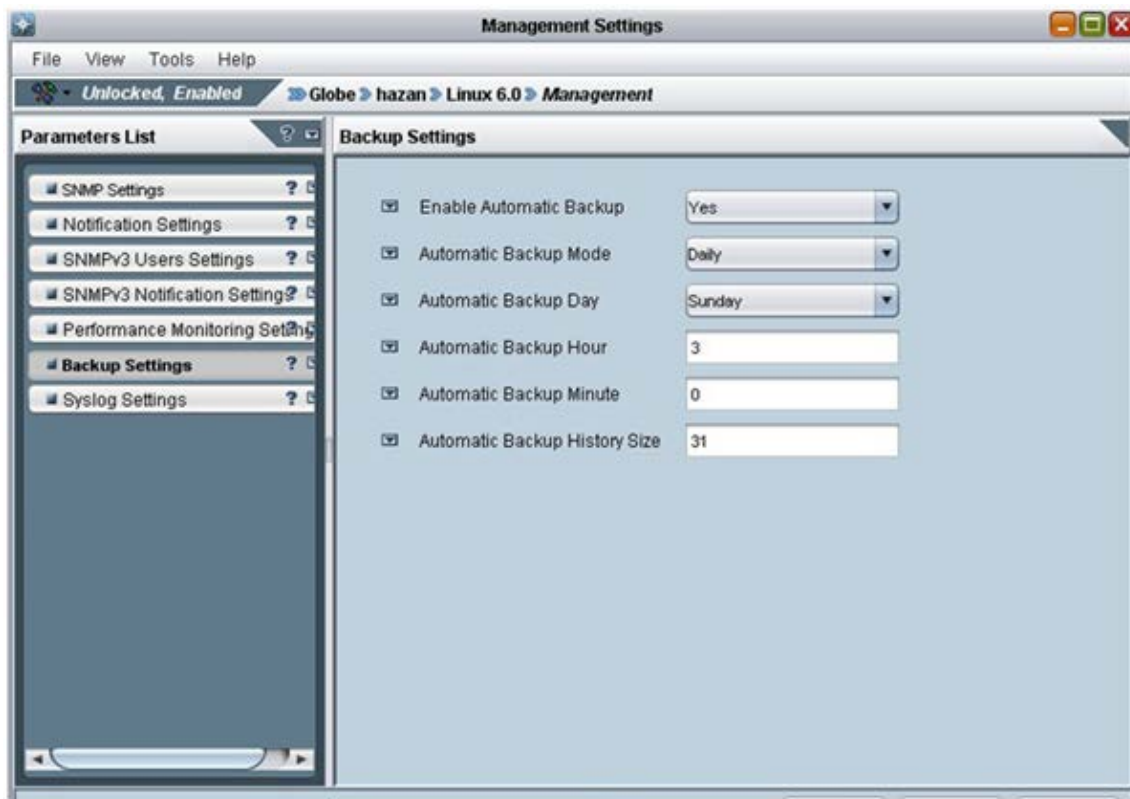 Management Settings
File View Tools Help
Unlocked, Enabled Globe hazan Linux 6.0 Management
Parameters List
SNMP Settings
Notification Settings
SNMPv3 Users Settings
SNMPv3 Notification Settings
Performance Monitoring Setting
Backup Settings
Syslog Settings
Backup Settings
Enable Automatic Backup Yes
Automatic Backup Mode Daily
Automatic Backup Day Sunday
Automatic Backup Hour 3
Automatic Backup Minute 0
Automatic Backup History Size 31